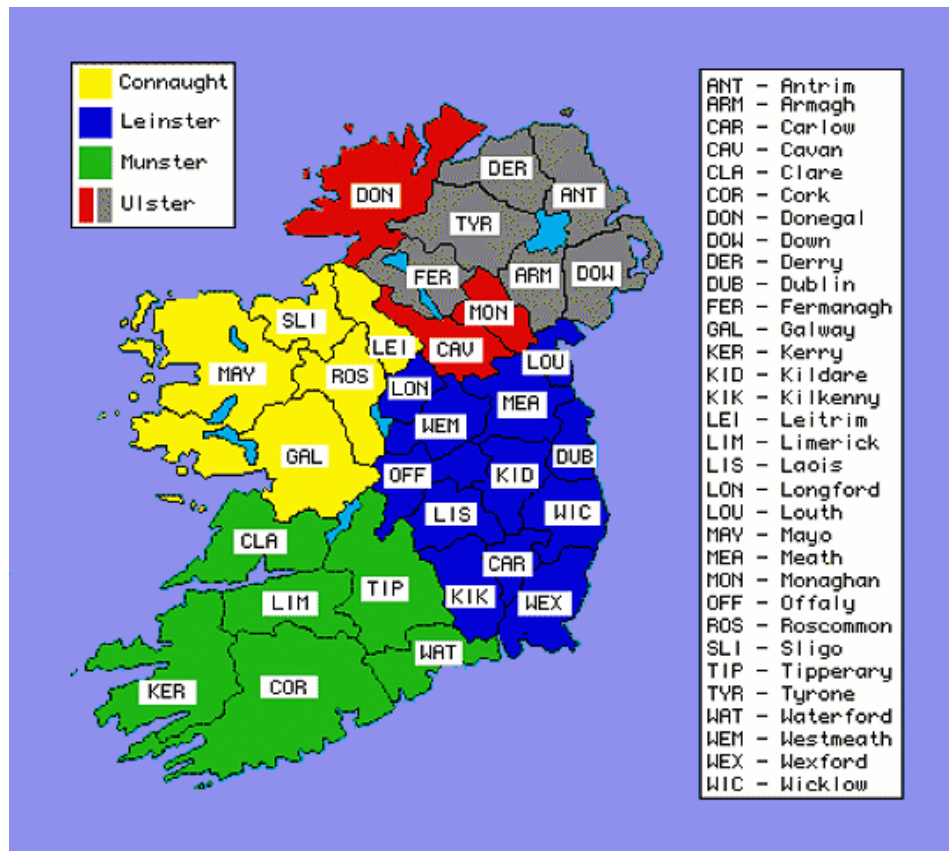 Connaught
Leinster
Munster
Ulster
ANT - Antrim
ARM - Armagh
CAR - Carlow
CAV - Cavan
CLA - Clare
COR - Cork
DON - Donegal
DOW - Down
DER - Derry
DUB - Dublin
FER - Fermanagh
GAL - Galway
KER - Kerry
KID - Kildare
KIK - Kilkenny
LEI - Leitrim
LIM - Limerick
LIS - Laois
LON - Longford
LOU - Louth
MAY - Mayo
MEA - Meath
MON - Monaghan
OFF - Offaly
ROS - Roscommon
SLI - Sligo
TIP - Tipperary
TYR - Tyrone
WAT - Waterford
WEM - Westmeath
WEX - Wexford
WIC - Wicklow
DER
DON
ANT
TYR
FER
ARM
DOW
MON
SLI
LEI
CAV
LOU
MAY
ROS
LON
MEA
WEM
GAL
DUB
OFF
KID
LIS
WIC
CLA
CAR
TIP
LIM
KIK
WEX
WAT
KER
COR